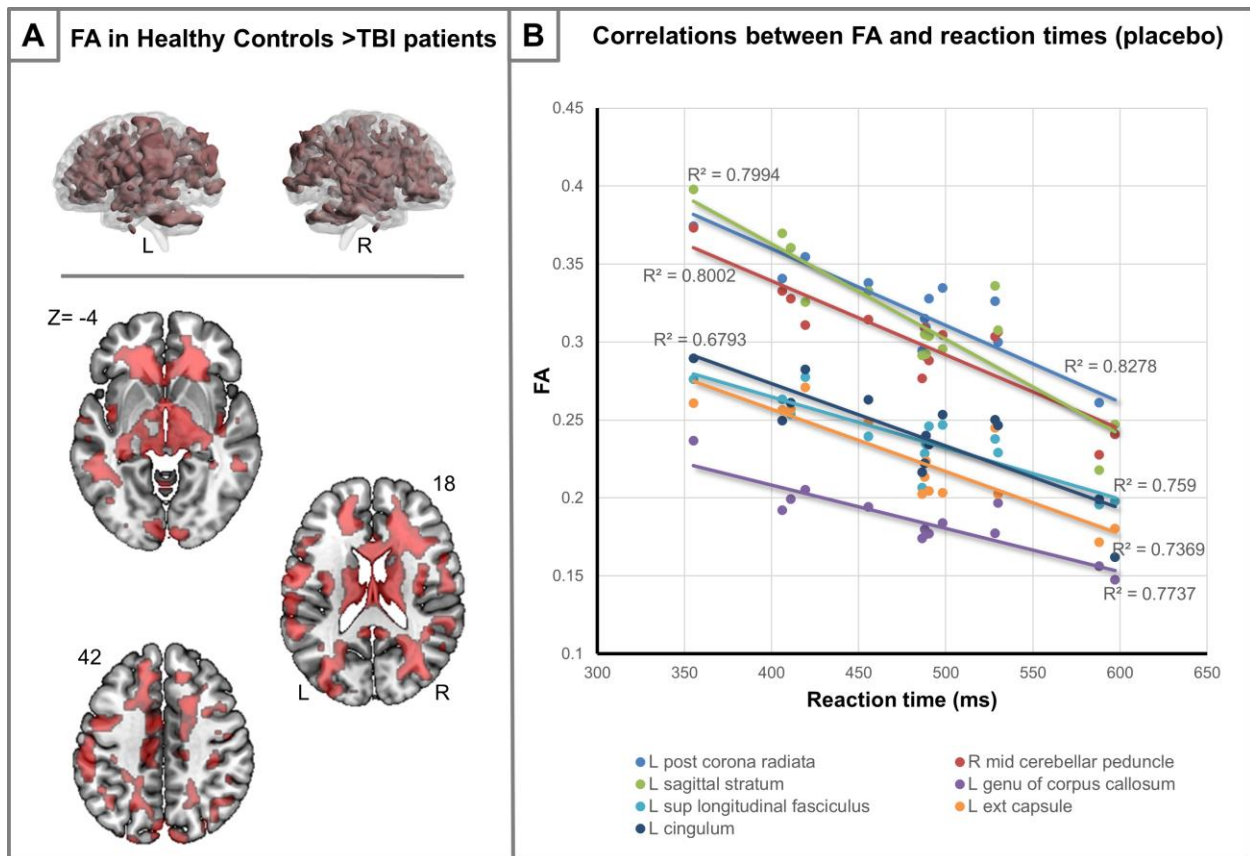 A
FA in Healthy Controls >TBI patients
L
R
Z= -4
18
42
L
R
B
Correlations between FA and reaction times (placebo)
0.45
0.4
0.35
0.3
0.25
0.2
0.15
0.1
FA
R² = 0.7994
R² = 0.8002
R² = 0.6793
R² = 0.8278
R² = 0.759
R² = 0.7369
R² = 0.7737
300 350 400 450 500 550 600 650
Reaction time (ms)
L post corona radiata
R mid cerebellar peduncle
L sagittal stratum
L genu of corpus callosum
L sup longitudinal fasciculus
L ext capsule
L cingulum